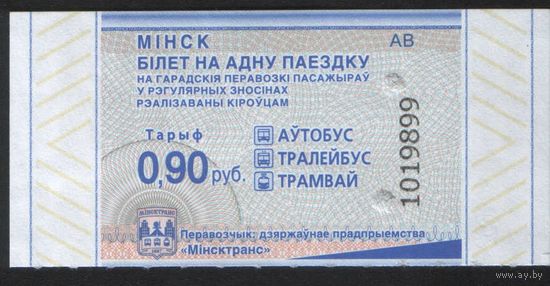 МІНСК
АВ
БІЛЕТ НА АДНУ ПАЕЗДКУ
НА ГАРАДСКІЯ ПЕРАВОЗКІ ПАСАЖЫРАЎ
У РЭГУЛЯРНЫХ ЗНОСІНАХ
РЭАЛІЗАВАНЫ КІРОЎЦАМ
Тарыф
0,90 руб.
АЎТОБУС
ТРАЛЕЙБУС
ТРАМВАЙ
1019899
МІНСКТРАНС
Перавозчык: дзяржаўнае прадпрыемства
«Мінсктранс»
www.ay.by